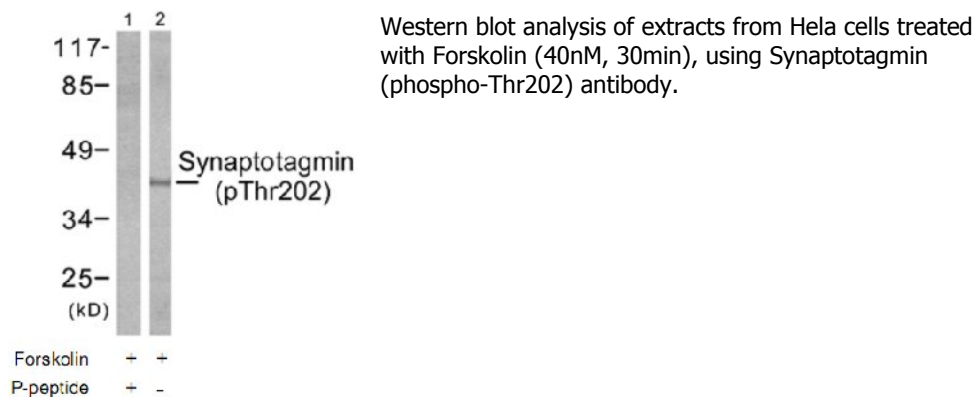 1 2
117-
85-
49-
34-
25-
(kD)
Synaptotagmin
(pThr202)
Forskolin + +
P-peptide + -
Western blot analysis of extracts from Hela cells treated
with Forskolin (40nM, 30min), using Synaptotagmin
(phospho-Thr202) antibody.